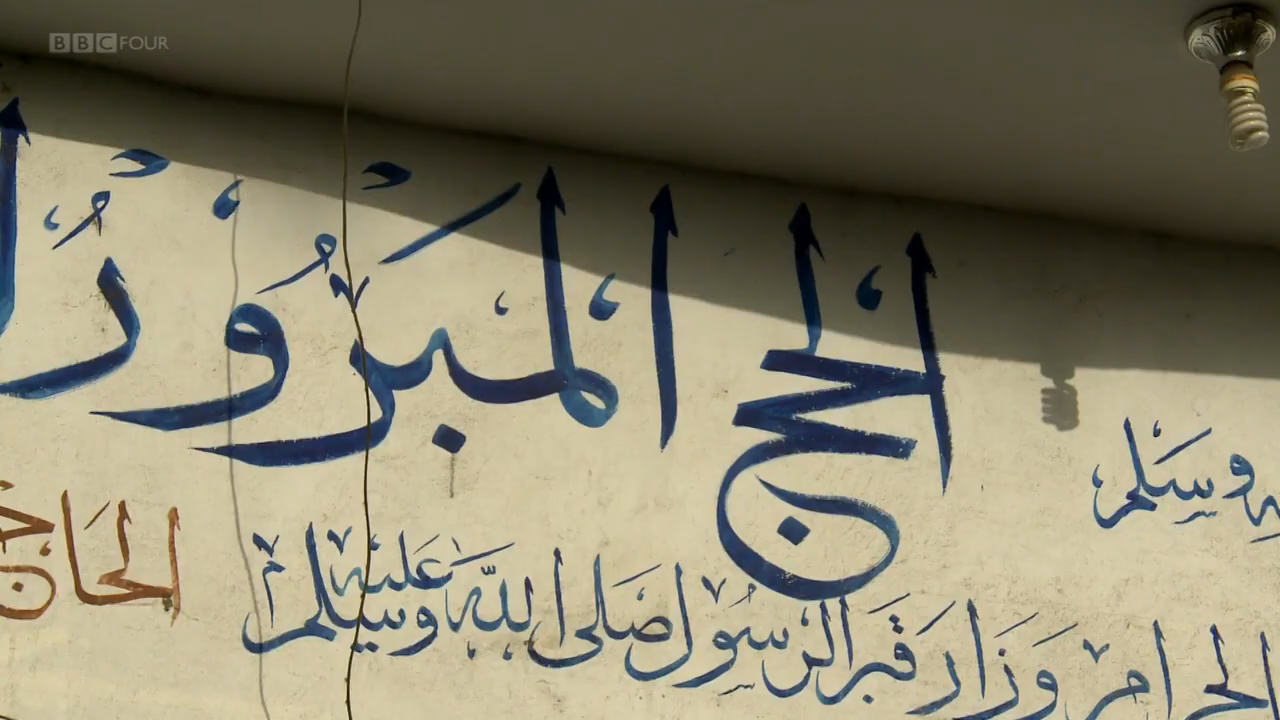 BBC FOUR
الحج المبرور
وسلم
الحاج
الحرام وزار قبر الرسول صلى الله عليه وسلم